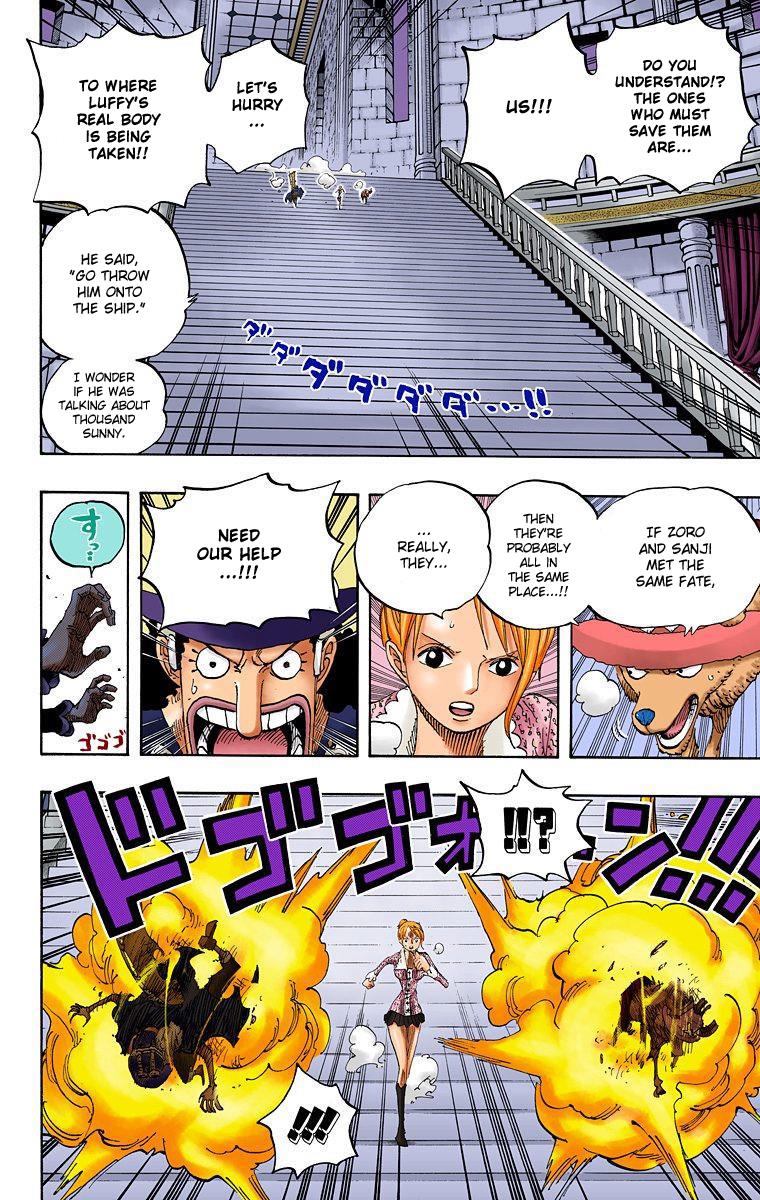 DO YOU
UNDERSTAND!?
THE ONES
WHO MUST
SAVE THEM
ARE...
US!!!
LET'S
HURRY
...
TO WHERE
LUFFY'S
REAL BODY
IS BEING
TAKEN!!
HE SAID,
"GO THROW
HIM ONTO
THE SHIP."
I WONDER
IF HE WAS
TALKING ABOUT
THOUSAND
SUNNY.
ダダダダダダ…!!
IF ZORO
AND SANJI
MET THE
SAME FATE,
THEN
THEY'RE
PROBABLY
ALL IN
THE SAME
PLACE...!!
...
REALLY,
THEY...
NEED
OUR HELP
...!!!
すっ…
ゴゴゴ
ドゴゴォーン!!!
!!?
!!!